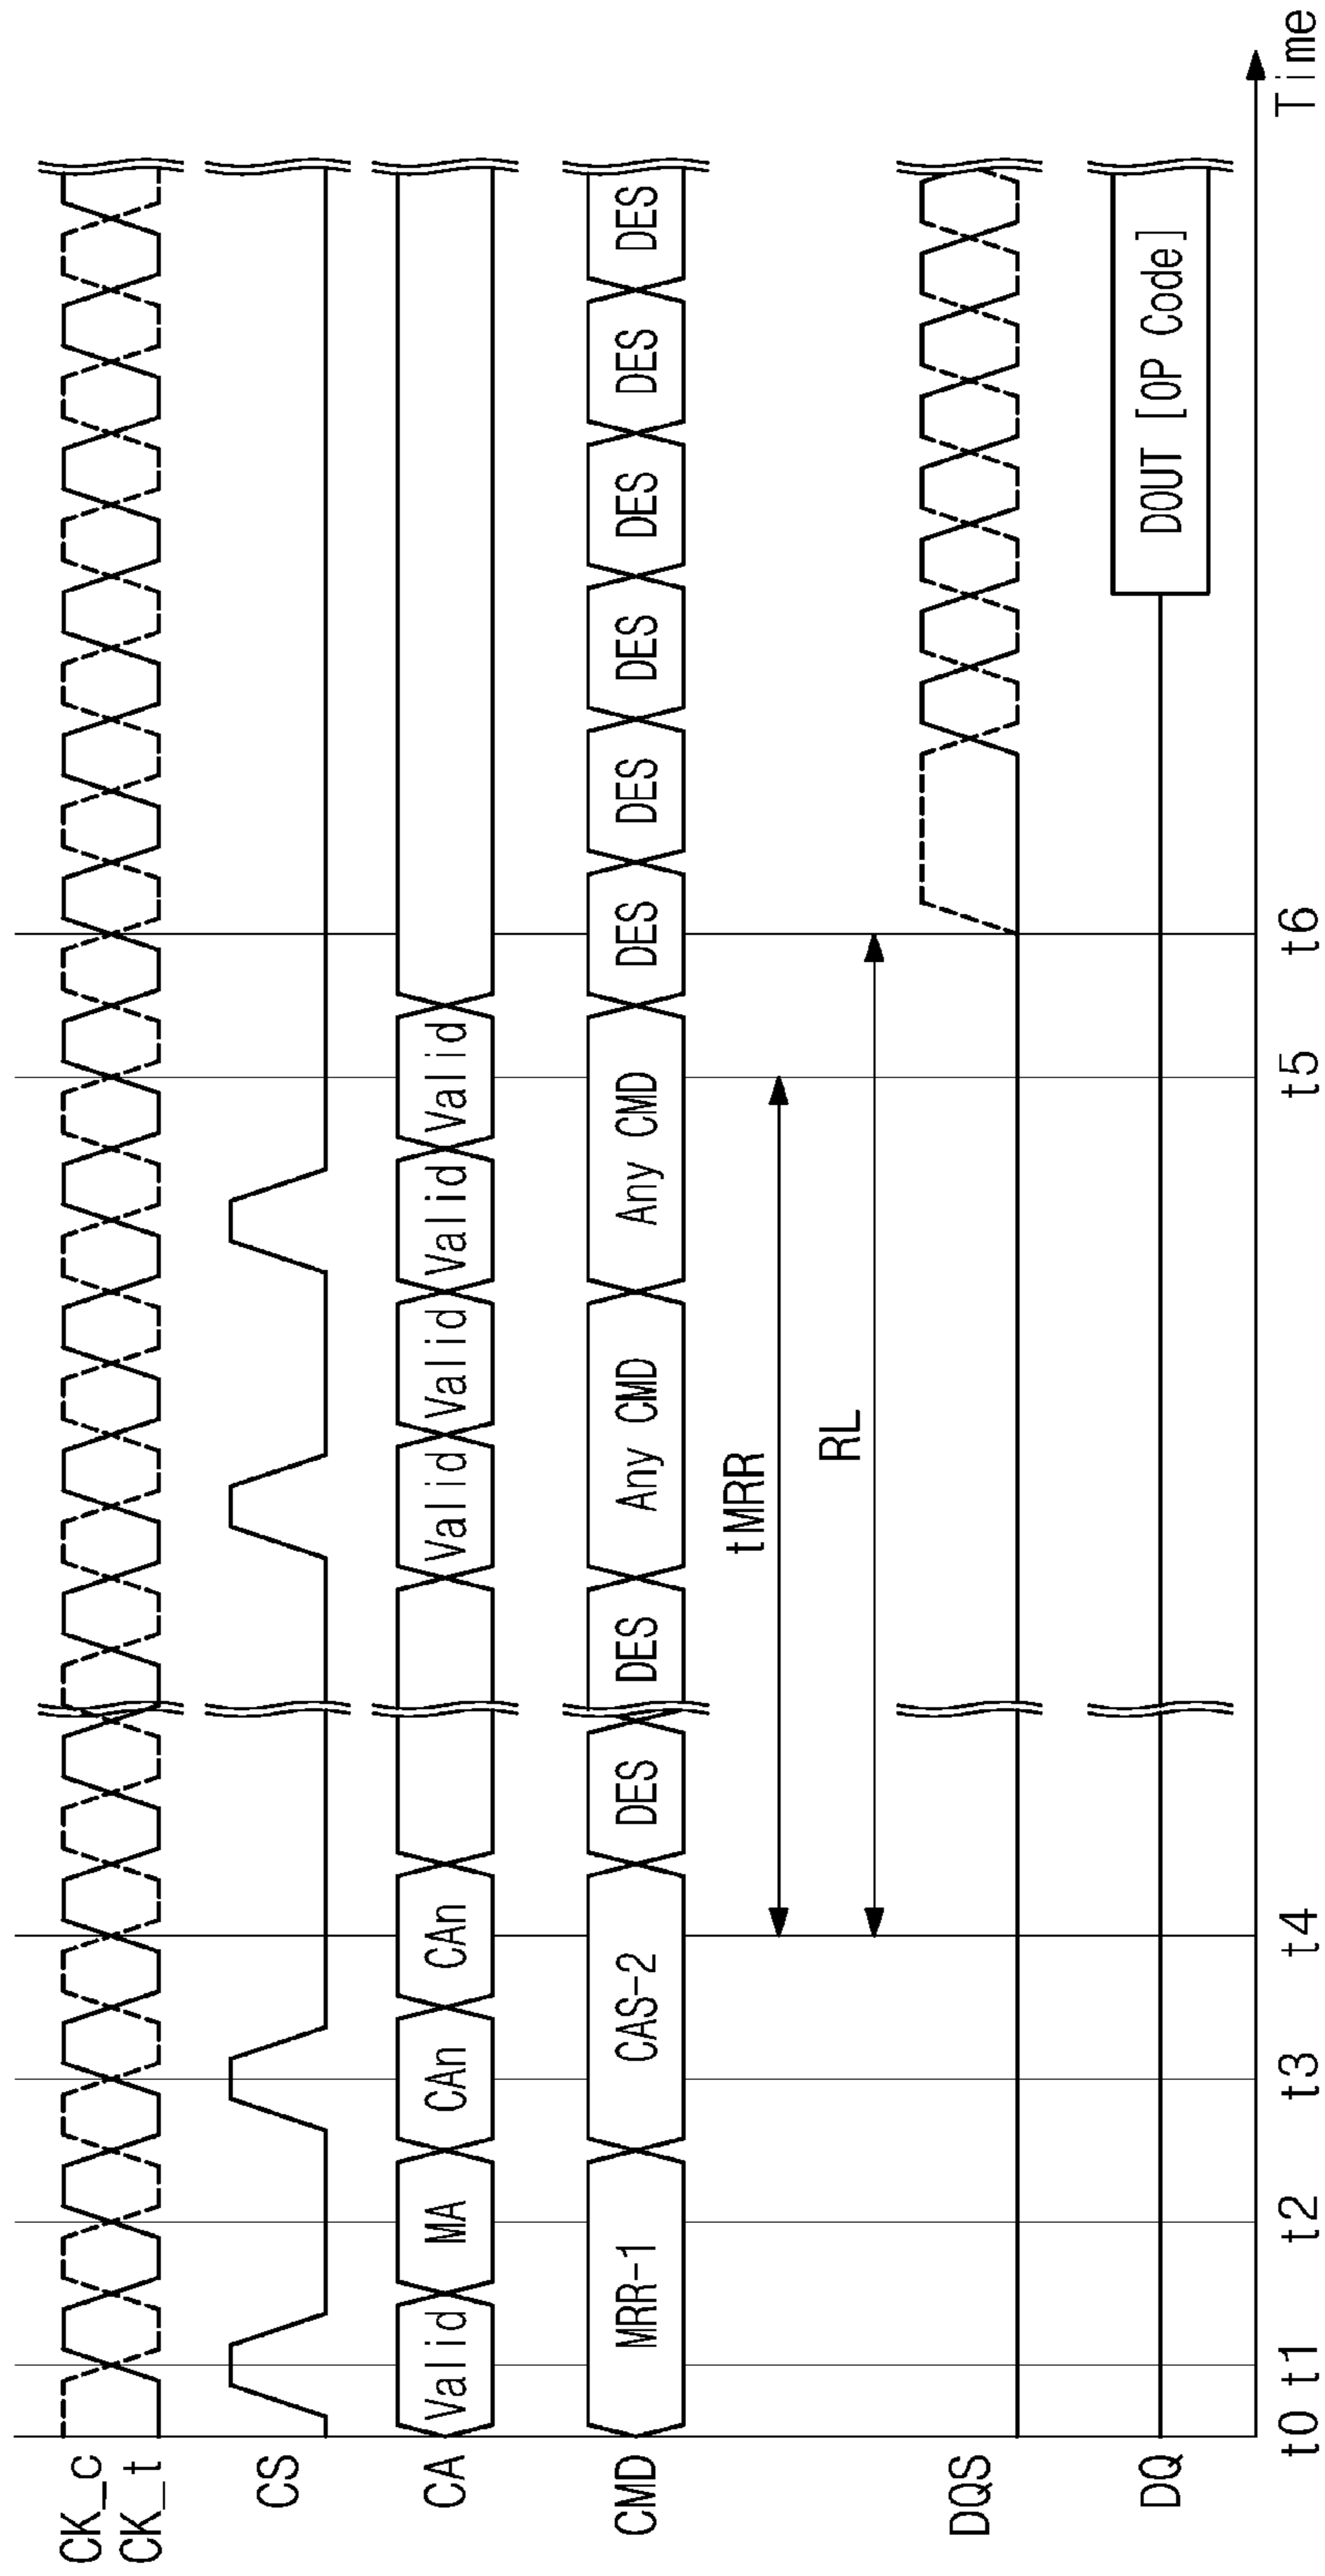 CK_c
CK_t
CS
CA Valid MA CAn CAn Valid Valid Valid Valid
CMD MRR-1 CAS-2 DES DES Any CMD Any CMD DES DES DES DES DES DES
tMRR
RL
DQS
DQ DOUT [OP Code]
t0 t1 t2 t3 t4 t5 t6 Time